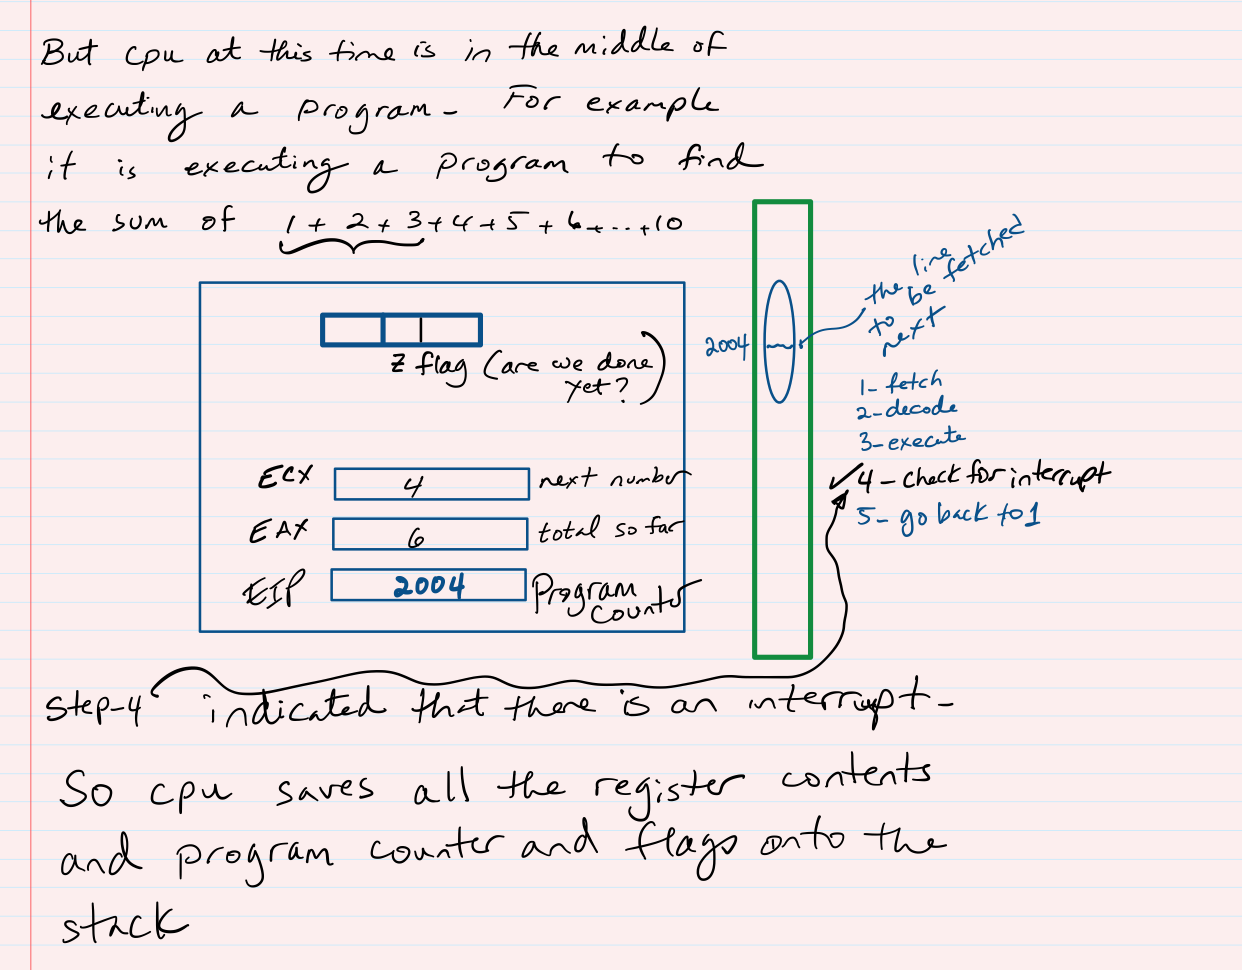 But cpu at this time is in the middle of
executing a program. For example
it is executing a program to find
the sum of 1 + 2 + 3 + 4 + 5 + 6 + ... + 10
z flag (are we done
yet?)
ECX 4 next number
EAX 6 total so far
EIP 2004 Program
counter
2004
the line
to be fetched
next
1- fetch
2- decode
3- execute
✓ 4 - check for interrupt
5- go back to 1
Step-4 indicated that there is an interrupt.
So cpu saves all the register contents
and program counter and flags onto the
stack